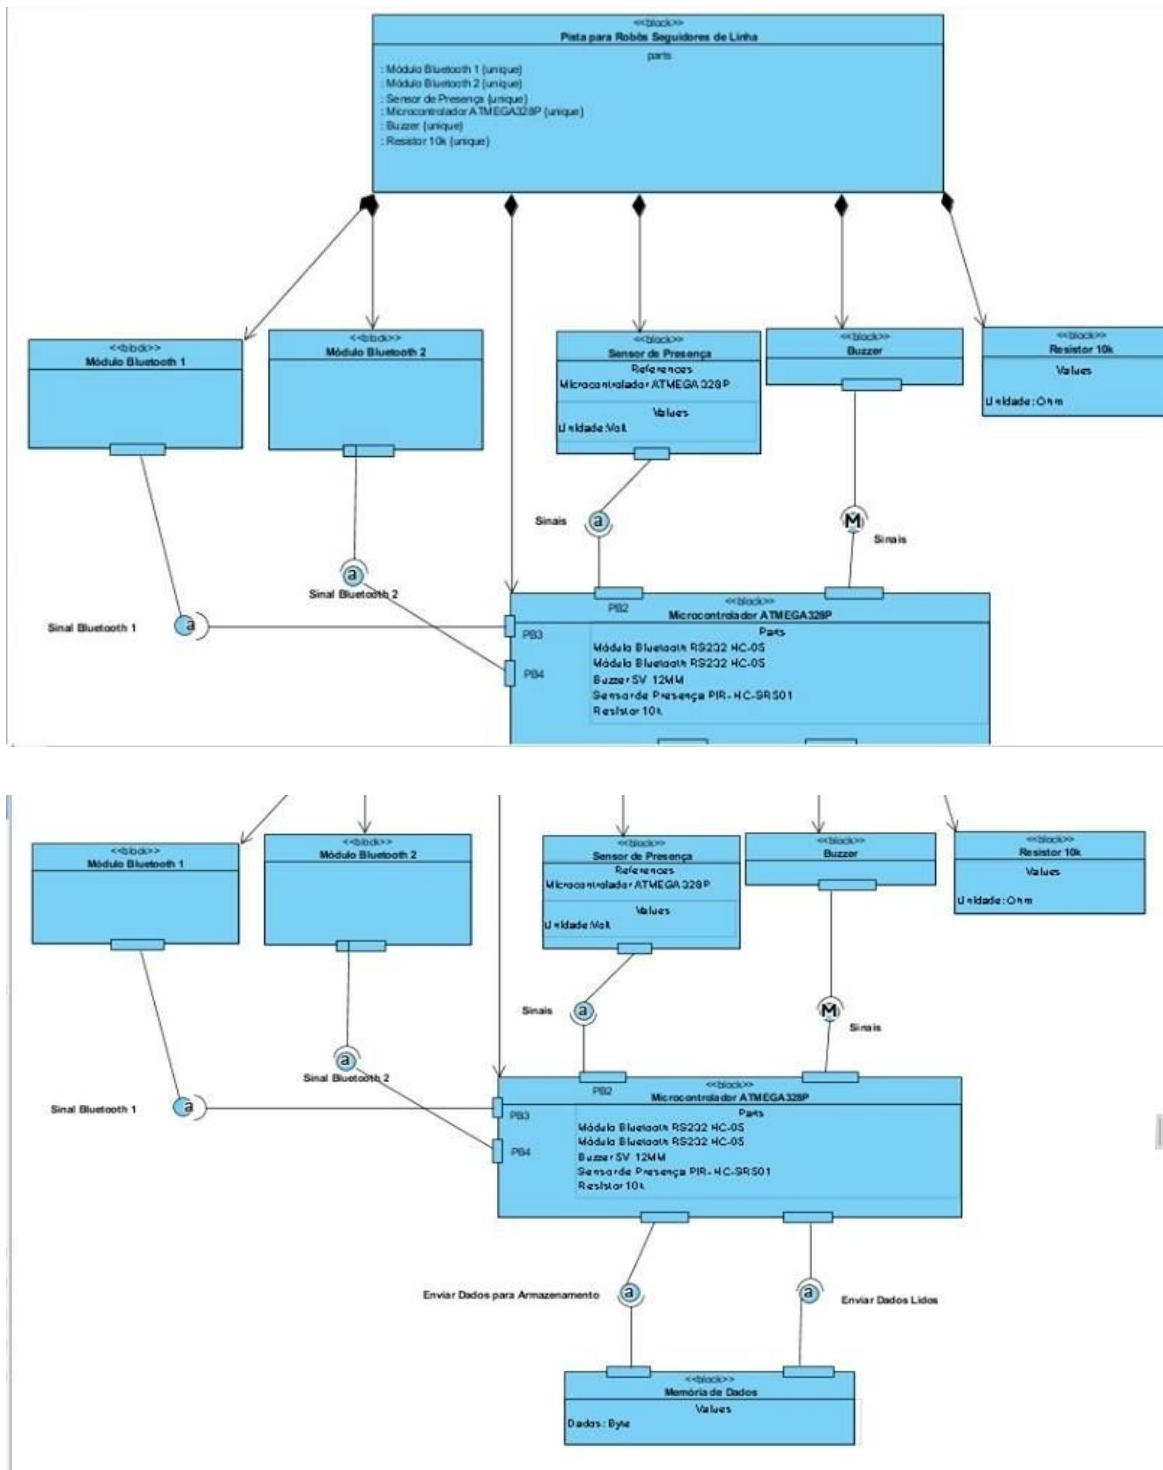 <<block>>
Pista para Robôs Seguidores de Linha
parts
: Módulo Bluetooth 1 {unique}
: Módulo Bluetooth 2 {unique}
: Sensor de Presença {unique}
: Microcontrolador ATMEGA328P {unique}
: Buzzer {unique}
: Resistor 10k {unique}
<<block>>
Módulo Bluetooth 1
<<block>>
Módulo Bluetooth 2
<<block>>
Sensor de Presença
References
Microcontrolador ATMEGA328P
Values
Unidade:Volt
<<block>>
Buzzer
<<block>>
Resistor 10k
Values
Unidade: Ohm
Sinais
a
M
Sinais
a
Sinal Bluetooth 2
Sinal Bluetooth 1
a
PB2
<<block>>
Microcontrolador ATMEGA328P
PB3
PB4
Parts
Módulo Bluetooth RS232 HC-05
Módulo Bluetooth RS232 HC-05
Buzzer 5V 12MM
Sensor de Presença PIR- HC-SR501
Resistor 10k
<<block>>
Módulo Bluetooth 1
<<block>>
Módulo Bluetooth 2
<<block>>
Sensor de Presença
References
Microcontrolador ATMEGA328P
Values
Unidade:Volt
<<block>>
Buzzer
<<block>>
Resistor 10k
Values
Unidade: Ohm
Sinais
a
M
Sinais
a
Sinal Bluetooth 2
Sinal Bluetooth 1
a
PB2
<<block>>
Microcontrolador ATMEGA328P
PB3
PB4
Parts
Módulo Bluetooth RS232 HC-05
Módulo Bluetooth RS232 HC-05
Buzzer 5V 12MM
Sensor de Presença PIR- HC-SR501
Resistor 10k
Enviar Dados para Armazenamento
a
a
Enviar Dados Lidos
<<block>>
Memória de Dados
Values
Dados : Byte